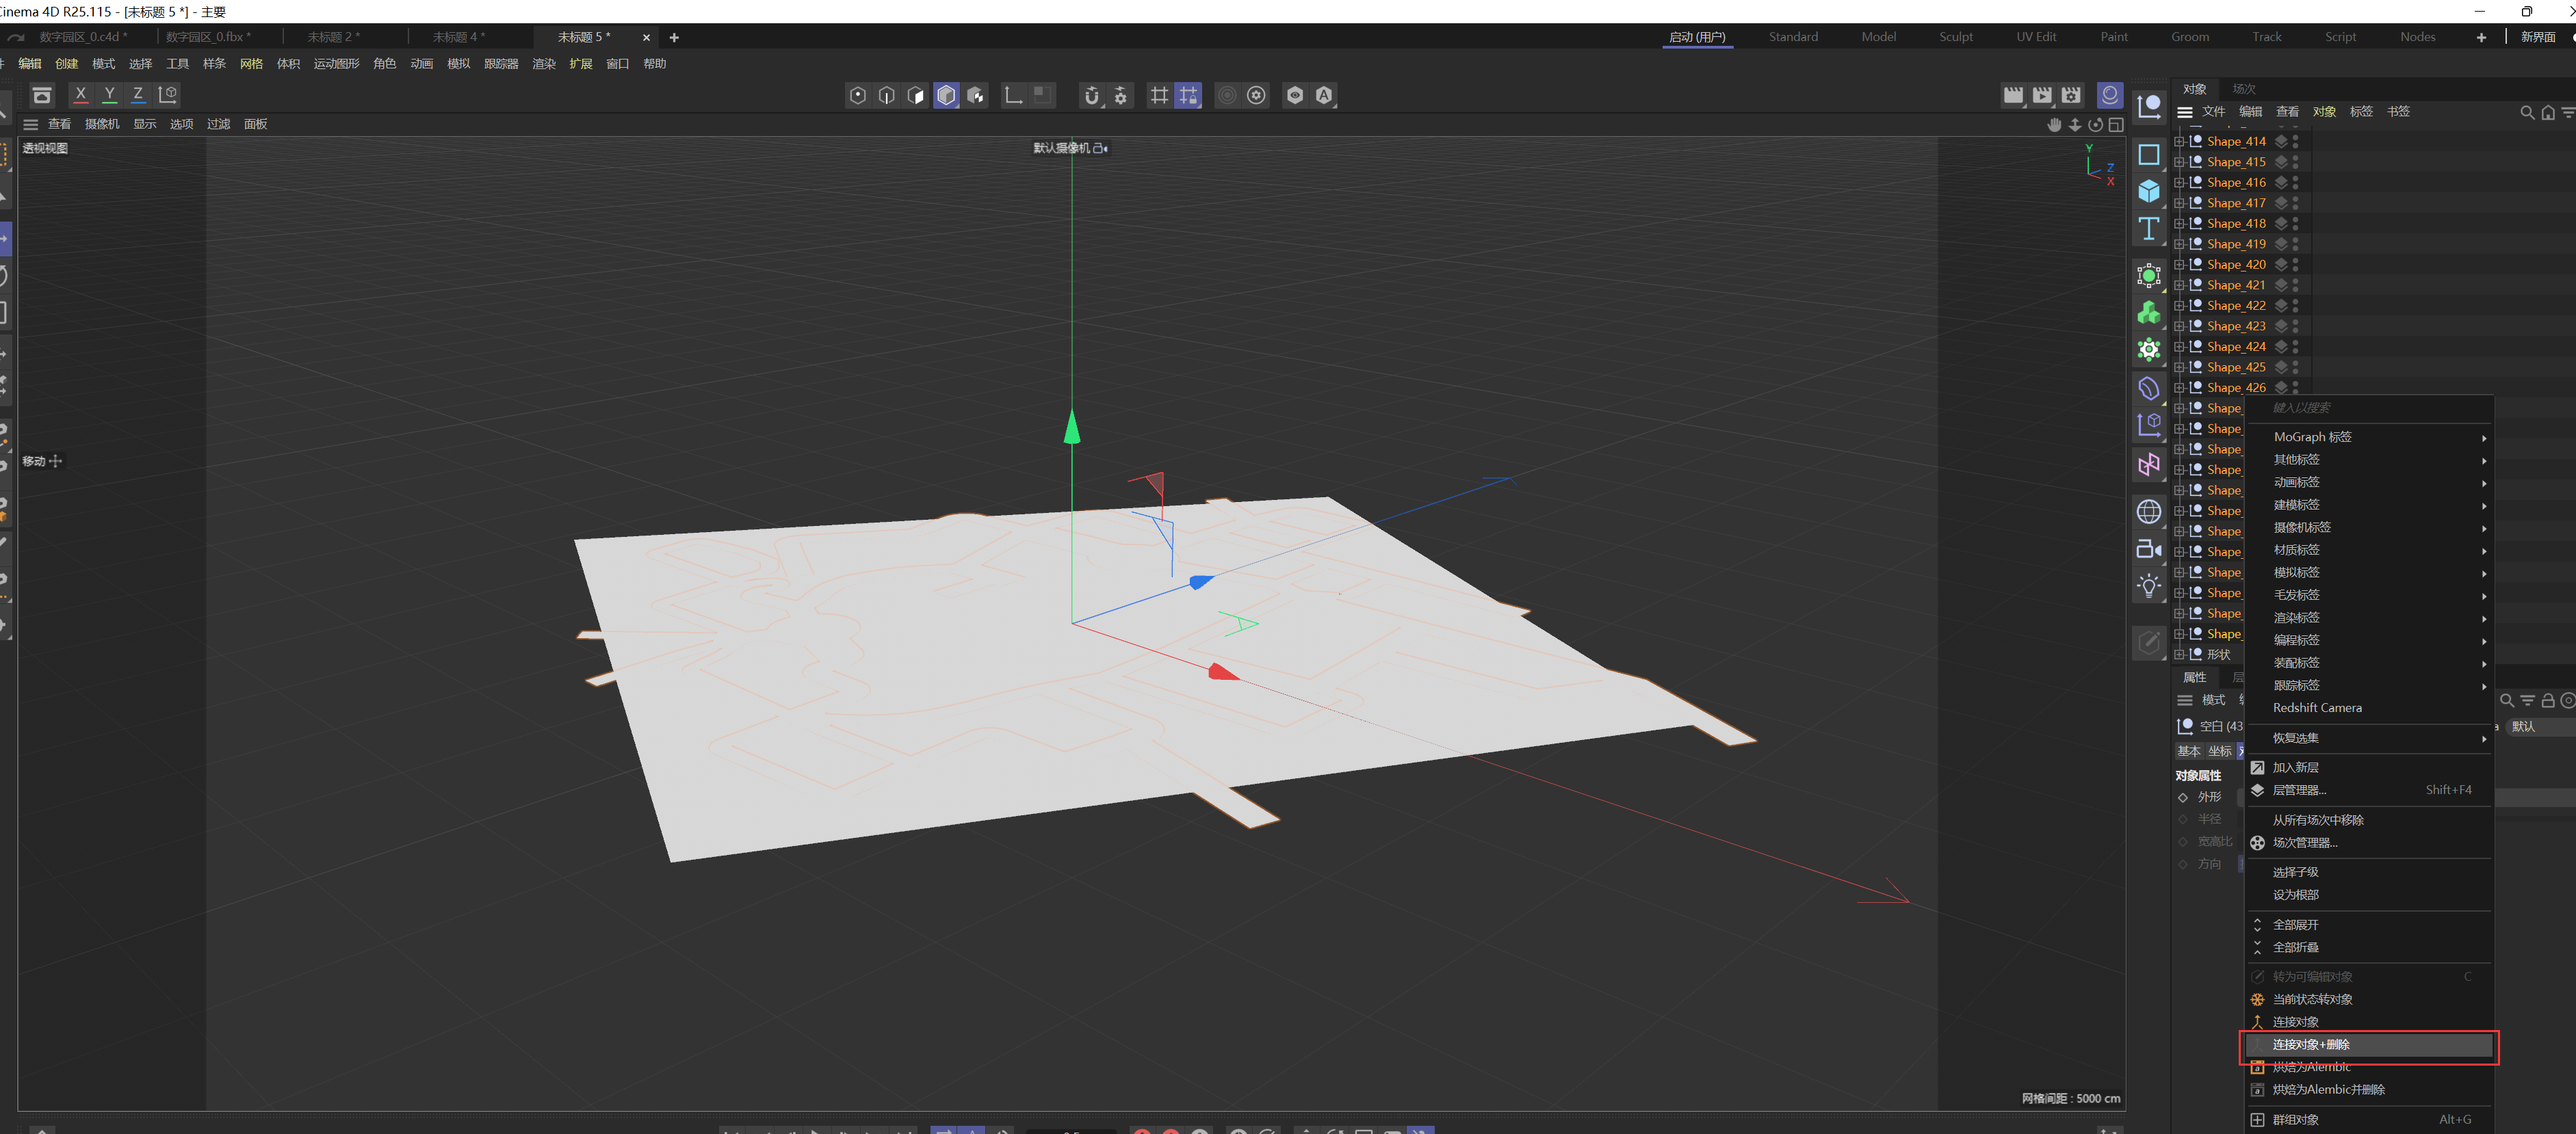 Cinema 4D R25.115 - [未标题 5 *] - 主要
数字园区_0.c4d * 数字园区_0.fbx * 未标题 2 * 未标题 4 * 未标题 5 * 启动 (用户) Standard Model Sculpt UV Edit Paint Groom Track Script Nodes 新界面
编辑 创建 模式 选择 工具 样条 网格 体积 运动图形 角色 动画 模拟 跟踪器 渲染 扩展 窗口 帮助
X Y Z
查看 摄像机 显示 选项 过滤 面板
透视视图
默认摄像机
Y
Z
X
移动
网格间距 : 5000 cm
对象 场次
文件 编辑 查看 对象 标签 书签
Shape_414
Shape_415
Shape_416
Shape_417
Shape_418
Shape_419
Shape_420
Shape_421
Shape_422
Shape_423
Shape_424
Shape_425
Shape_426
Shape_
Shape_
Shape_
Shape_
Shape_
Shape_
Shape_
Shape_
Shape_
Shape_
Shape_
Shape_
形状
属性 层
模式
空白 (43
默认
基本 坐标
对象属性
外形
半径
宽高比
方向
键入以搜索
MoGraph 标签
其他标签
动画标签
建模标签
摄像机标签
材质标签
模拟标签
毛发标签
渲染标签
编程标签
装配标签
跟踪标签
Redshift Camera
恢复选集
加入新层
层管理器... Shift+F4
从所有场次中移除
场次管理器...
选择子级
设为根部
全部展开
全部折叠
转为可编辑对象 C
当前状态转对象
连接对象
连接对象+删除
烘焙为Alembic
烘焙为Alembic并删除
群组对象 Alt+G